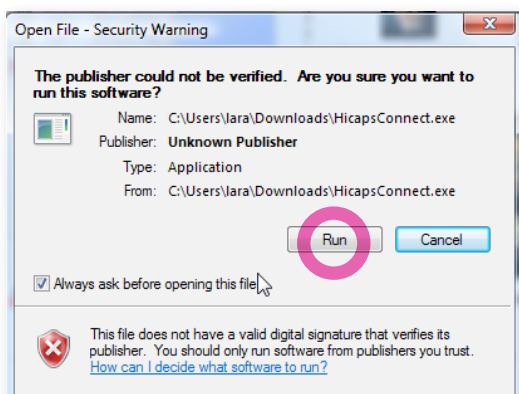 Open File - Security Warning
The publisher could not be verified. Are you sure you want to
run this software?
Name: C:\Users\lara\Downloads\HicapsConnect.exe
Publisher: Unknown Publisher
Type: Application
From: C:\Users\lara\Downloads\HicapsConnect.exe
Run Cancel
Always ask before opening this file
This file does not have a valid digital signature that verifies its
publisher. You should only run software from publishers you trust.
How can I decide what software to run?